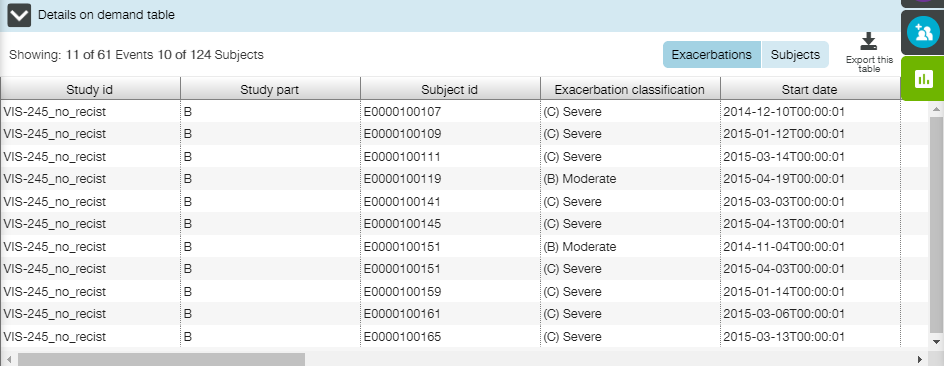 Details on demand table
Showing: 11 of 61 Events 10 of 124 Subjects
Exacerbations Subjects Export this table
Study id Study part Subject id Exacerbation classification Start date
VIS-245_no_recist B E0000100107 (C) Severe 2014-12-10T00:00:01
VIS-245_no_recist B E0000100109 (C) Severe 2015-01-12T00:00:01
VIS-245_no_recist B E0000100111 (C) Severe 2015-03-14T00:00:01
VIS-245_no_recist B E0000100119 (B) Moderate 2015-04-19T00:00:01
VIS-245_no_recist B E0000100141 (C) Severe 2015-03-03T00:00:01
VIS-245_no_recist B E0000100145 (C) Severe 2015-04-13T00:00:01
VIS-245_no_recist B E0000100151 (B) Moderate 2014-11-04T00:00:01
VIS-245_no_recist B E0000100151 (C) Severe 2015-04-03T00:00:01
VIS-245_no_recist B E0000100159 (C) Severe 2015-01-14T00:00:01
VIS-245_no_recist B E0000100161 (C) Severe 2015-03-06T00:00:01
VIS-245_no_recist B E0000100165 (C) Severe 2015-03-13T00:00:01